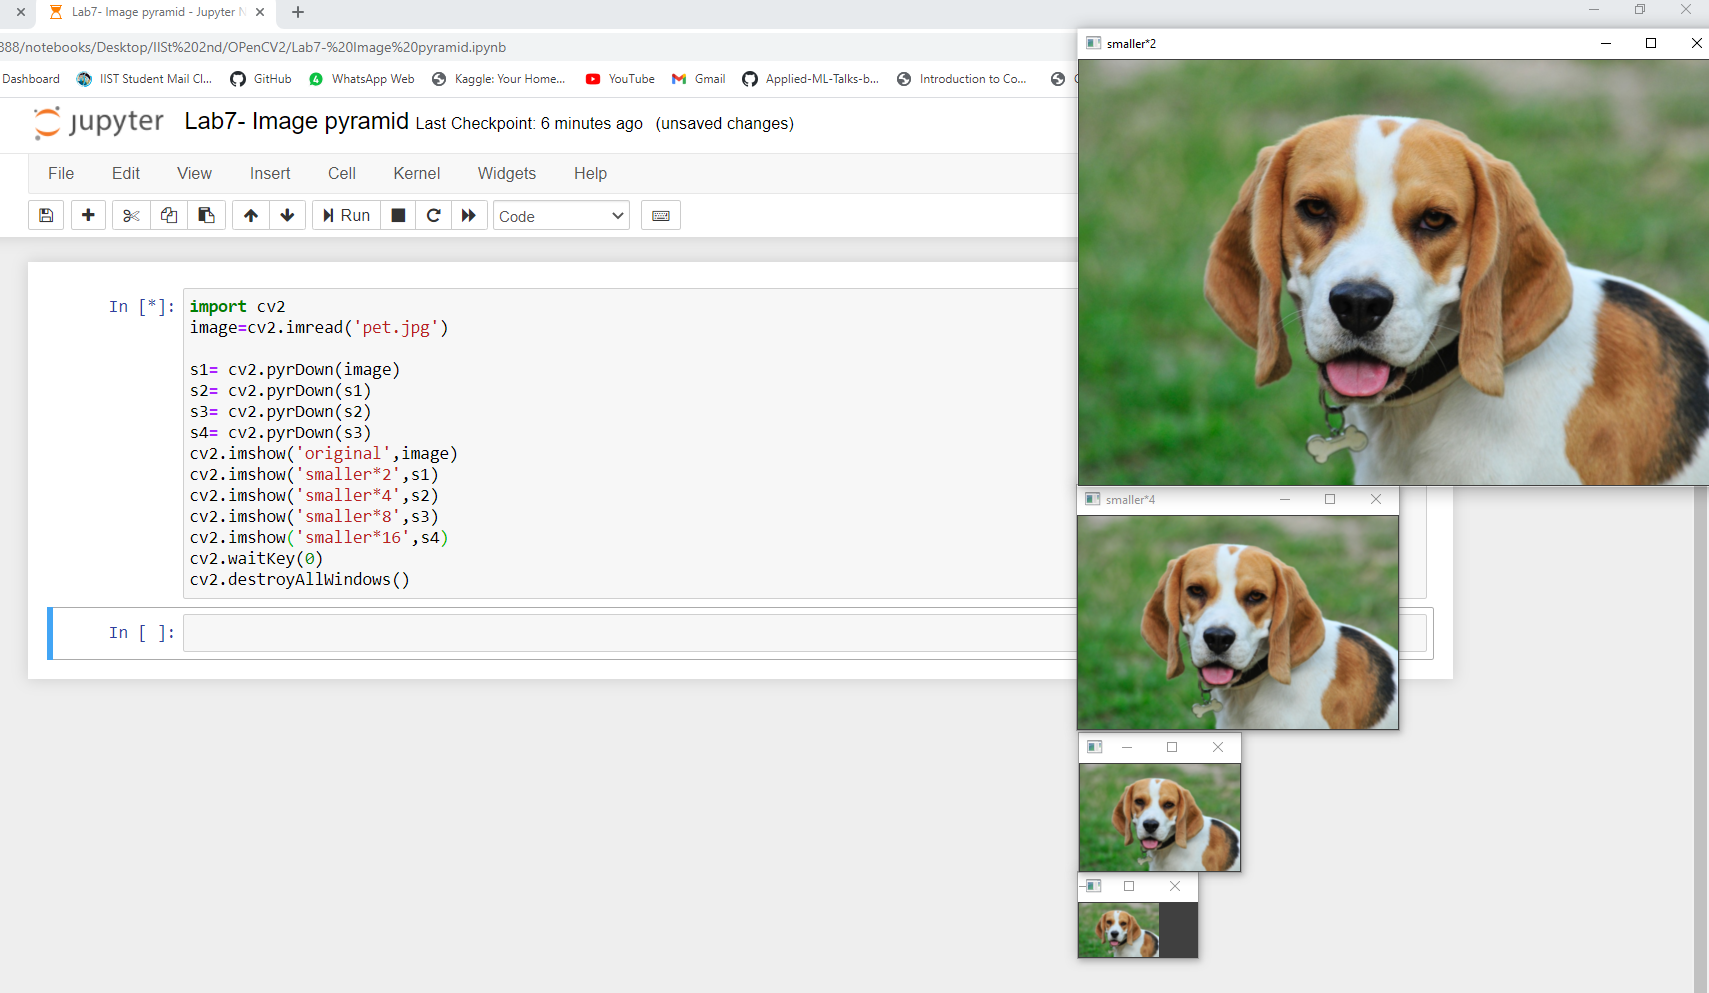 Lab7- Image pyramid - Jupyter N
888/notebooks/Desktop/IISt%202nd/OPenCV2/Lab7-%20Image%20pyramid.ipynb
Dashboard IIST Student Mail Cl... GitHub WhatsApp Web Kaggle: Your Home... YouTube Gmail Applied-ML-Talks-b... Introduction to Co...
jupyter Lab7- Image pyramid Last Checkpoint: 6 minutes ago (unsaved changes)
File Edit View Insert Cell Kernel Widgets Help
Run Code
In [*]: import cv2
image=cv2.imread('pet.jpg')
s1= cv2.pyrDown(image)
s2= cv2.pyrDown(s1)
s3= cv2.pyrDown(s2)
s4= cv2.pyrDown(s3)
cv2.imshow('original',image)
cv2.imshow('smaller*2',s1)
cv2.imshow('smaller*4',s2)
cv2.imshow('smaller*8',s3)
cv2.imshow('smaller*16',s4)
cv2.waitKey(0)
cv2.destroyAllWindows()
In [ ]:
smaller*2
smaller*4